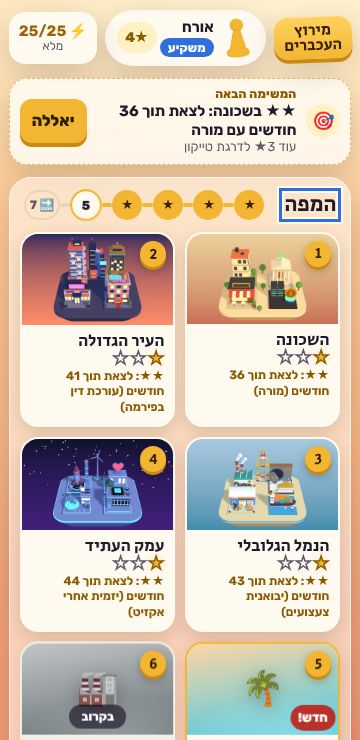 מירוץ
העכברים
אורח
משקיע
4★
⚡ 25/25
מלא
המשימה הבאה
★★ בשכונה: לצאת תוך 36
חודשים עם מורה
עוד 3★ לדרגת טייקון
יאללה
המפה
★ ★ ★ ★ 5 ➡️ 7
1
השכונה
★☆☆
★★: לצאת תוך 36
חודשים (מורה)
2
העיר הגדולה
★☆☆
★★: לצאת תוך 41
חודשים (עורכת דין
בפירמה)
3
הנמל הגלובלי
★☆☆
★★: לצאת תוך 43
חודשים (יבואנית
צעצועים)
4
עמק העתיד
★☆☆
★★: לצאת תוך 44
חודשים (יזמית אחרי
אקזיט)
5
חדש!
6
בקרוב